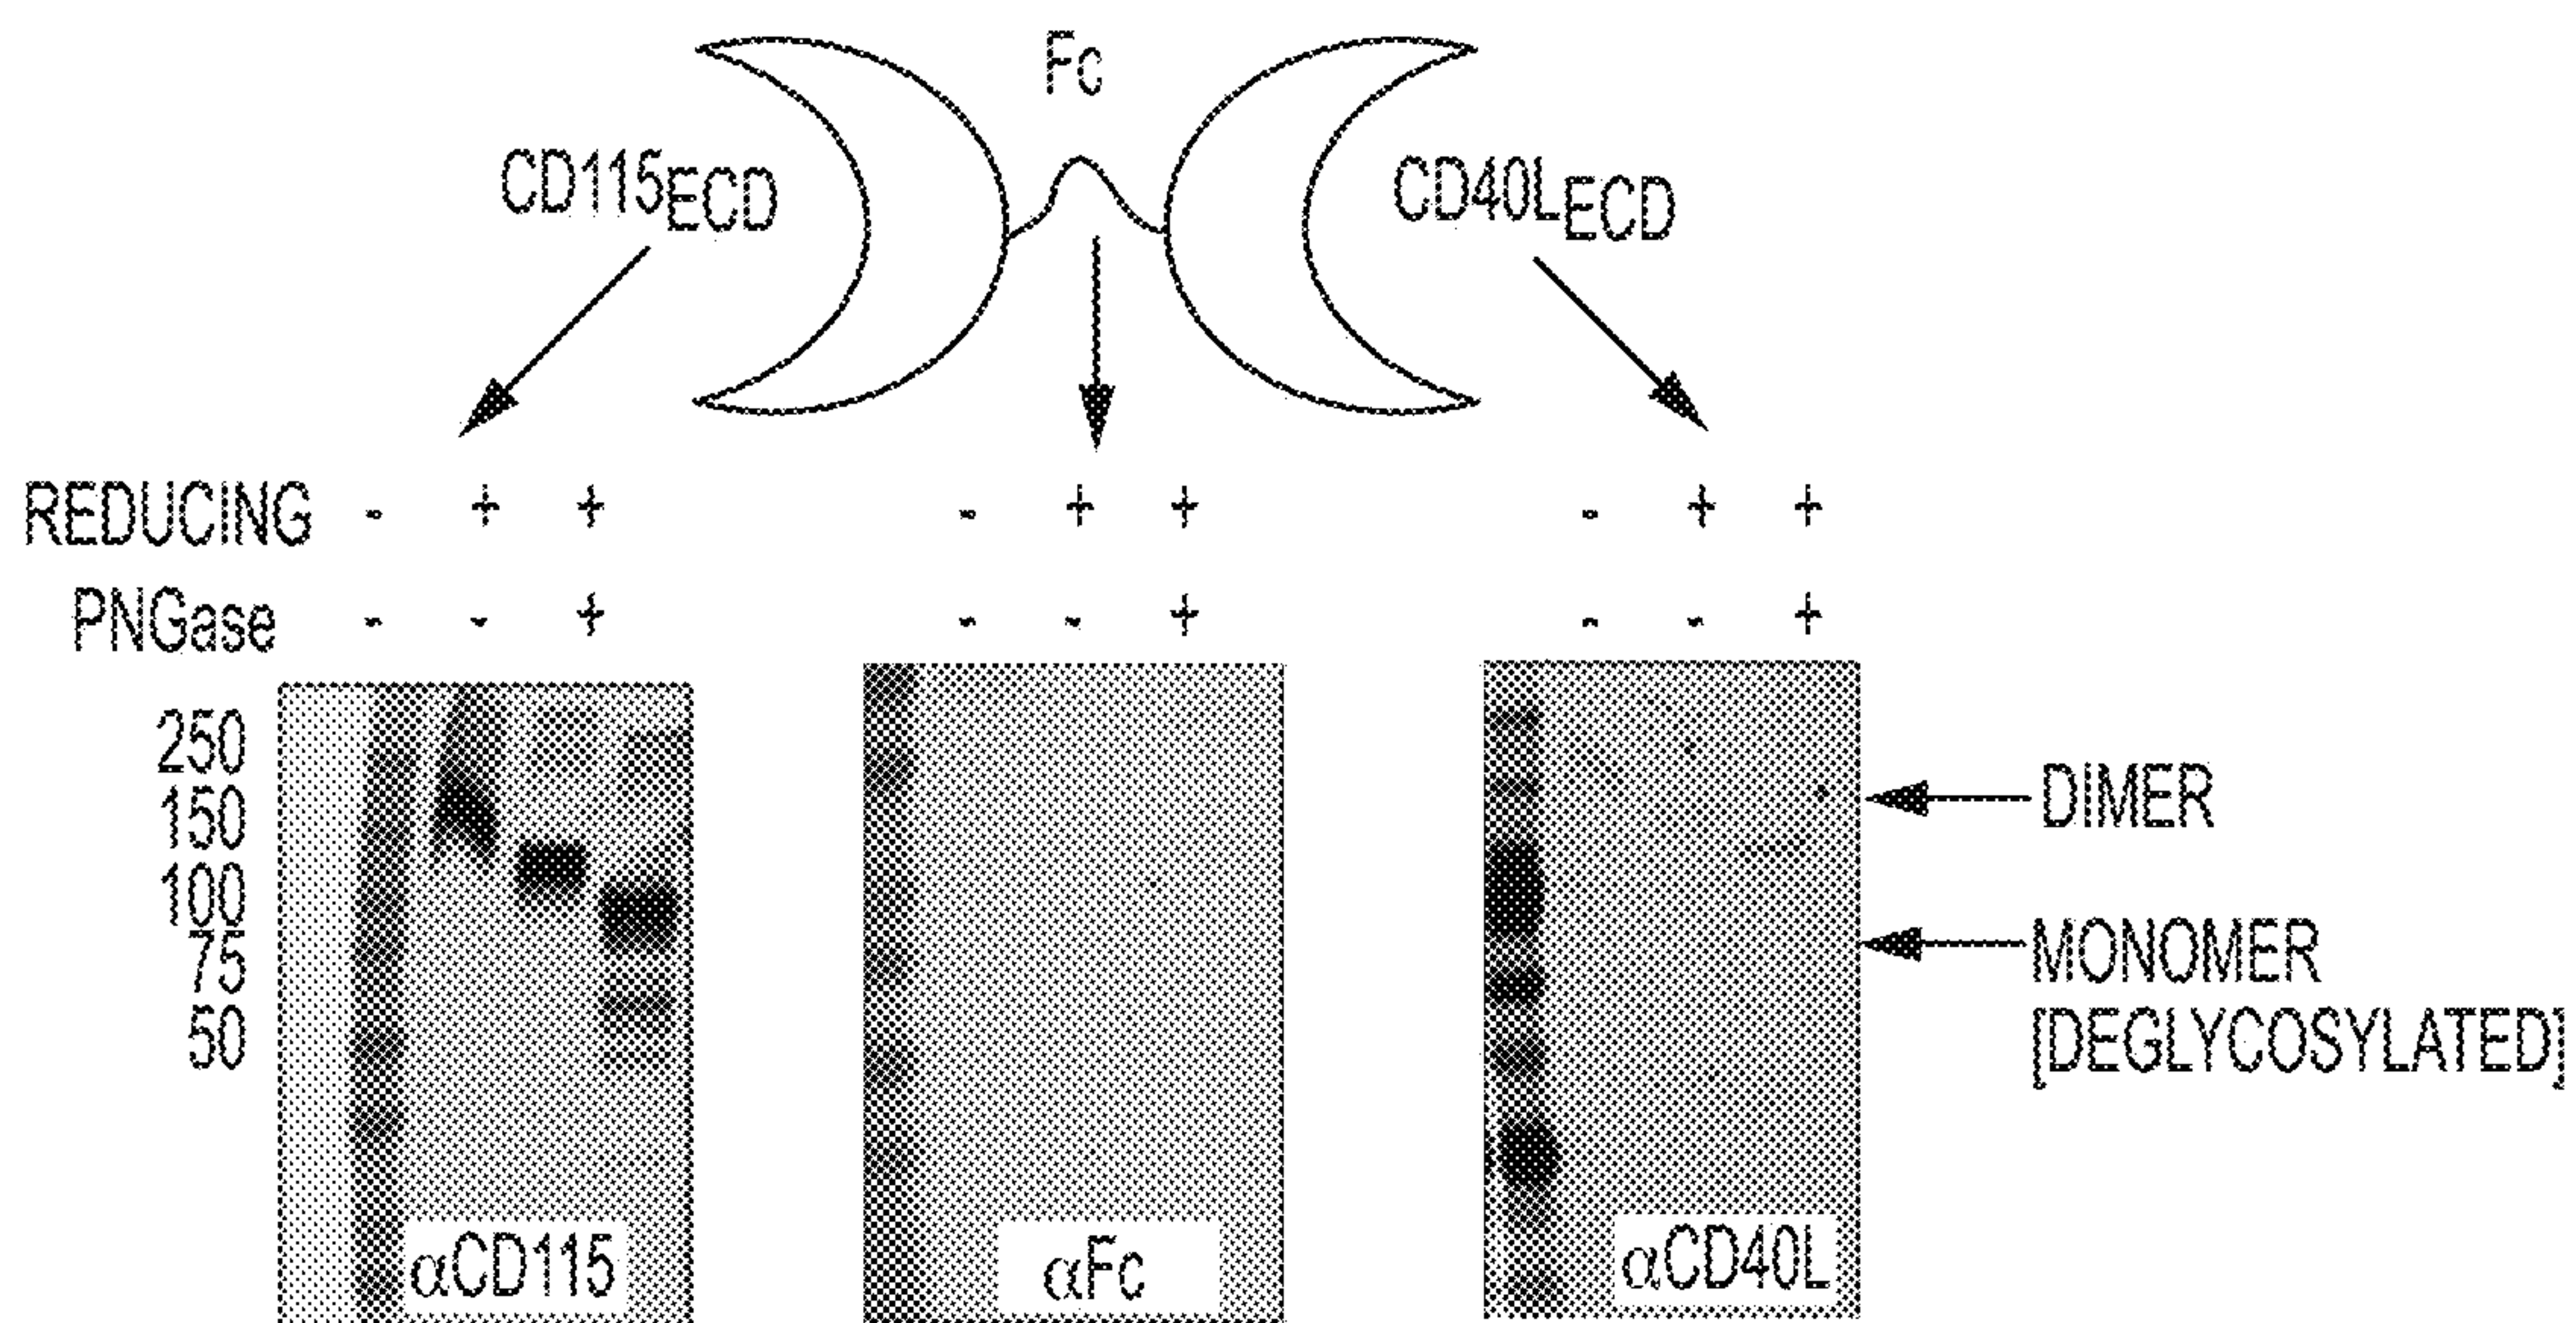 Fc
CD115ECD
CD40LECD
REDUCING - + + - + + - + +
PNGase - - + - - + - - +
250
150
100
75
50
DIMER
MONOMER
[DEGLYCOSYLATED]
αCD115
αFc
αCD40L